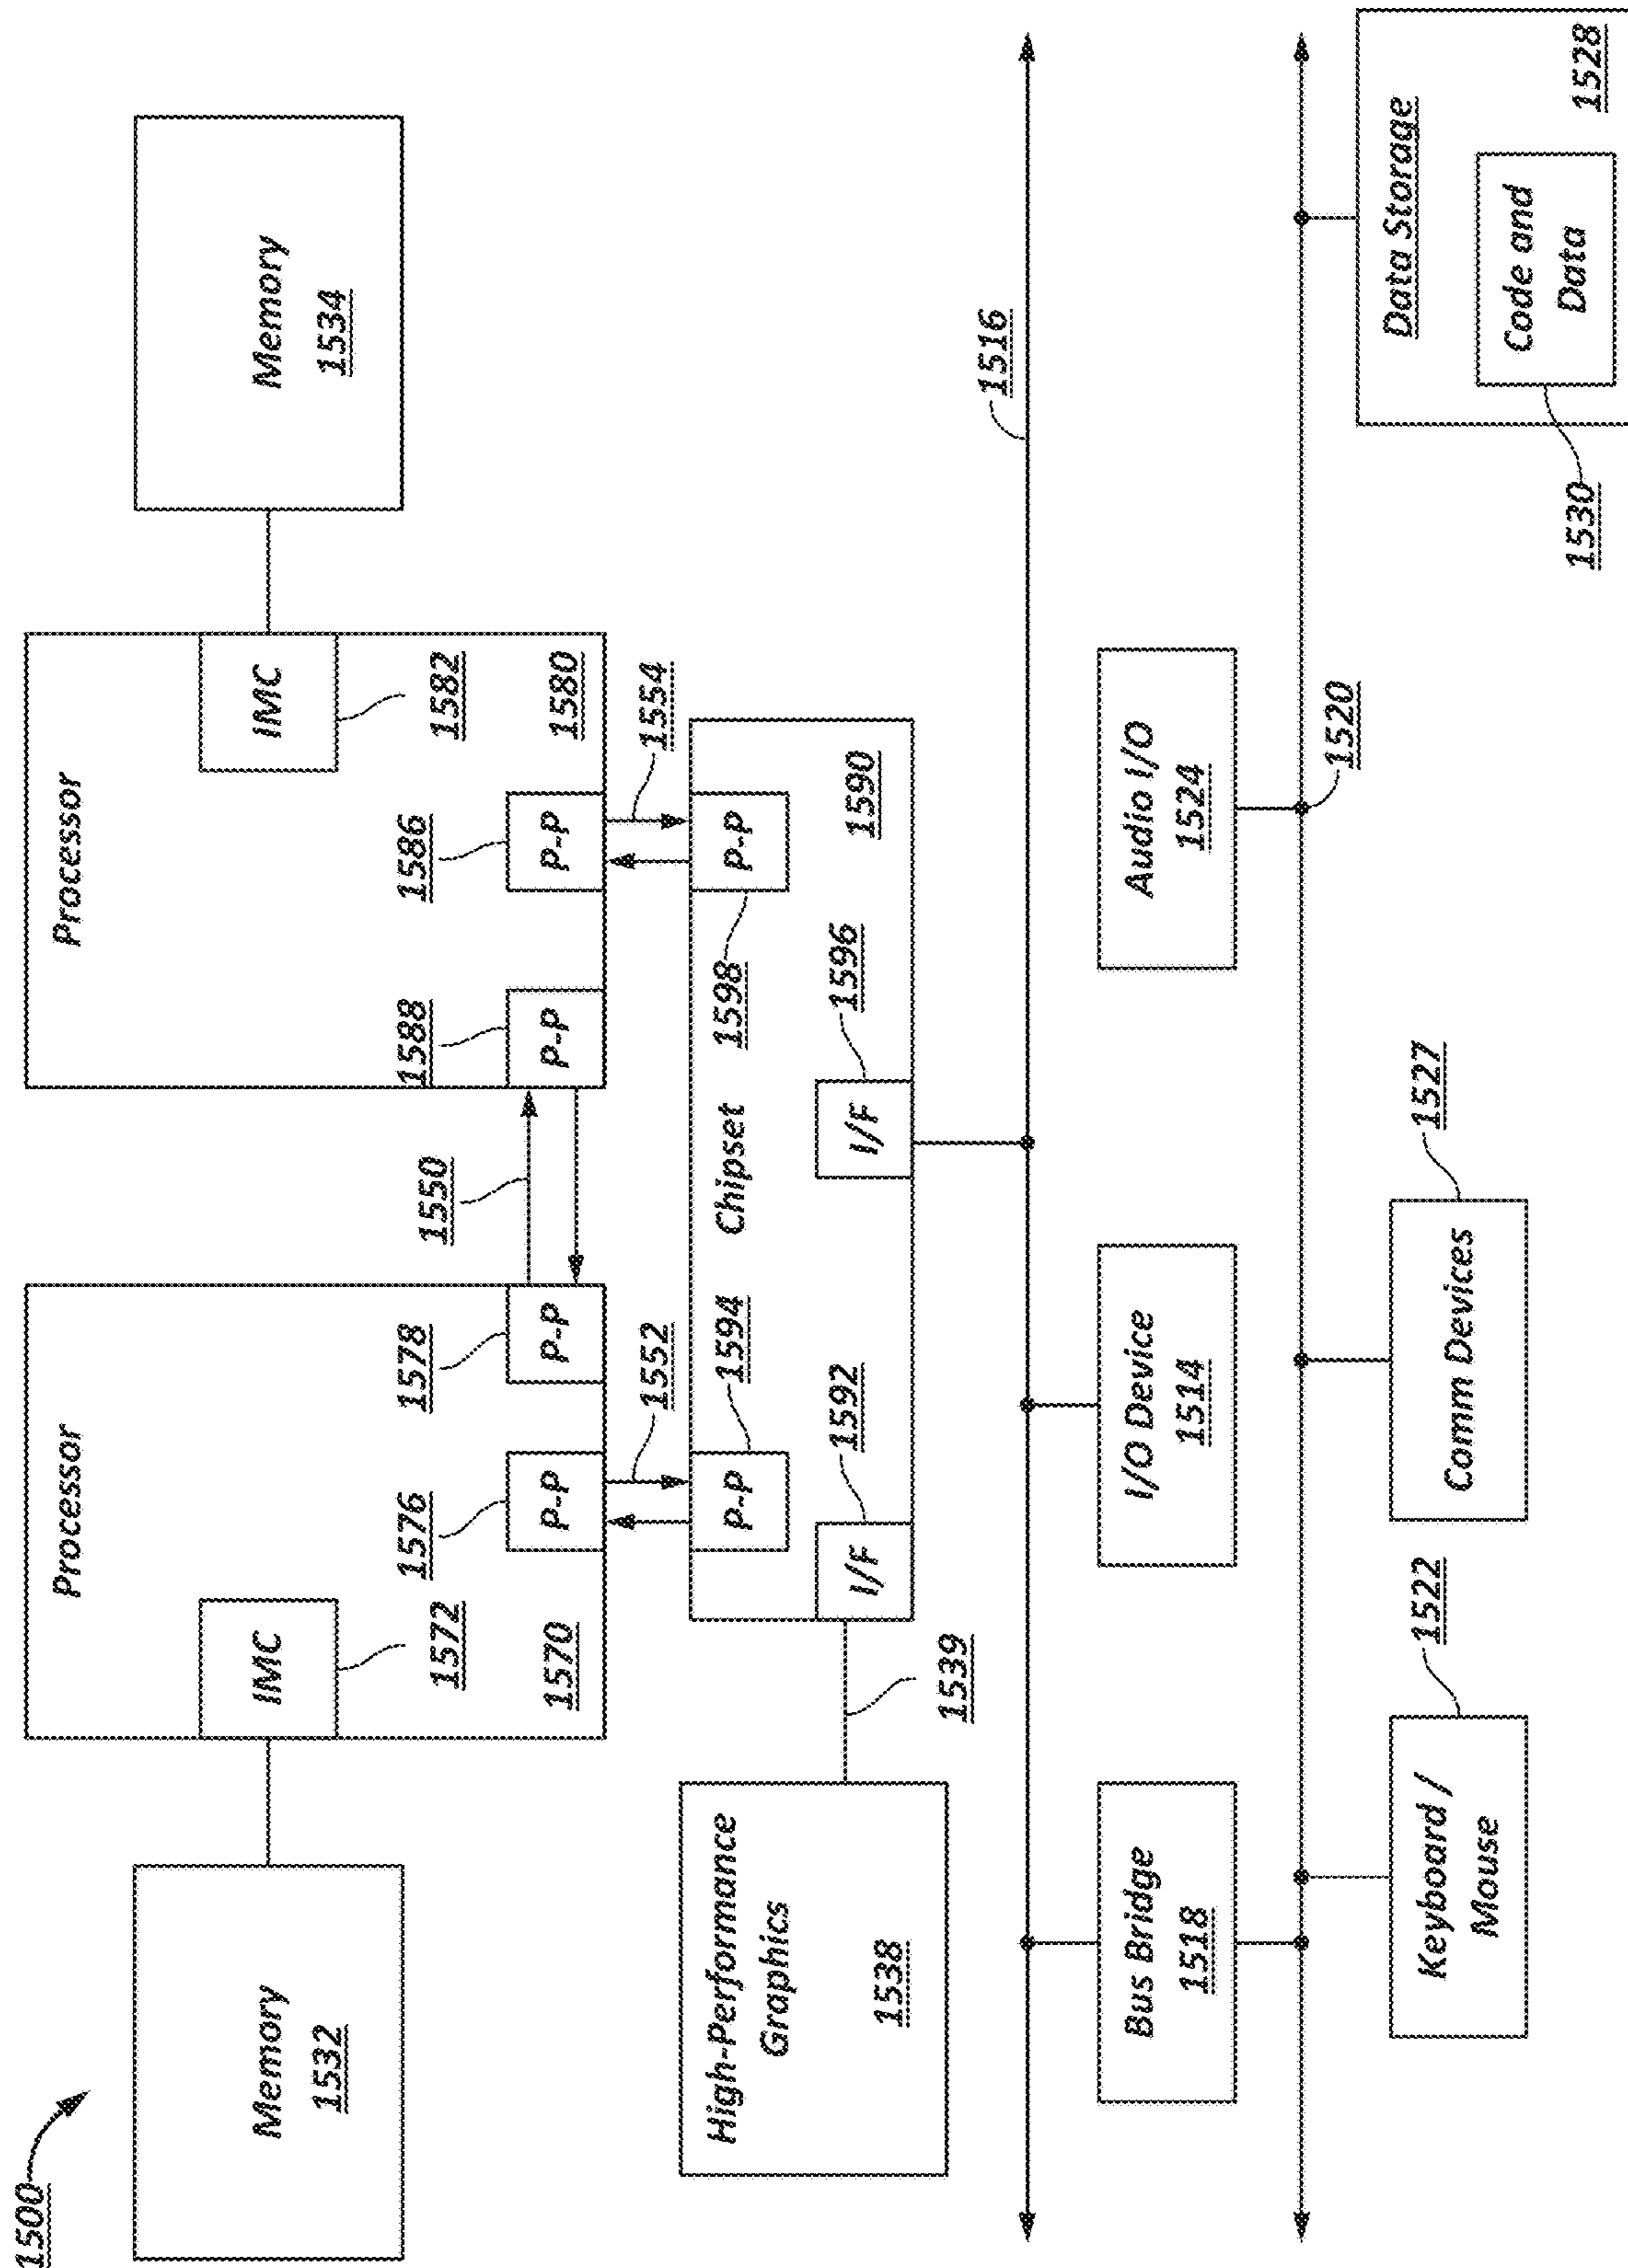 1500
Processor
Processor
Memory
1532
IMC
1572
1570
1576
P-P
1578
P-P
1550
1588
P-P
1586
P-P
IMC
1582
1580
Memory
1534
1552
1554
High-Performance
Graphics
1538
1539
P-P
1594
Chipset
1598
P-P
1590
I/F
1592
I/F
1596
1516
Bus Bridge
1518
I/O Device
1514
Audio I/O
1524
1520
Keyboard /
Mouse
1522
Comm Devices
1527
Data Storage
Code and
Data
1530
1528